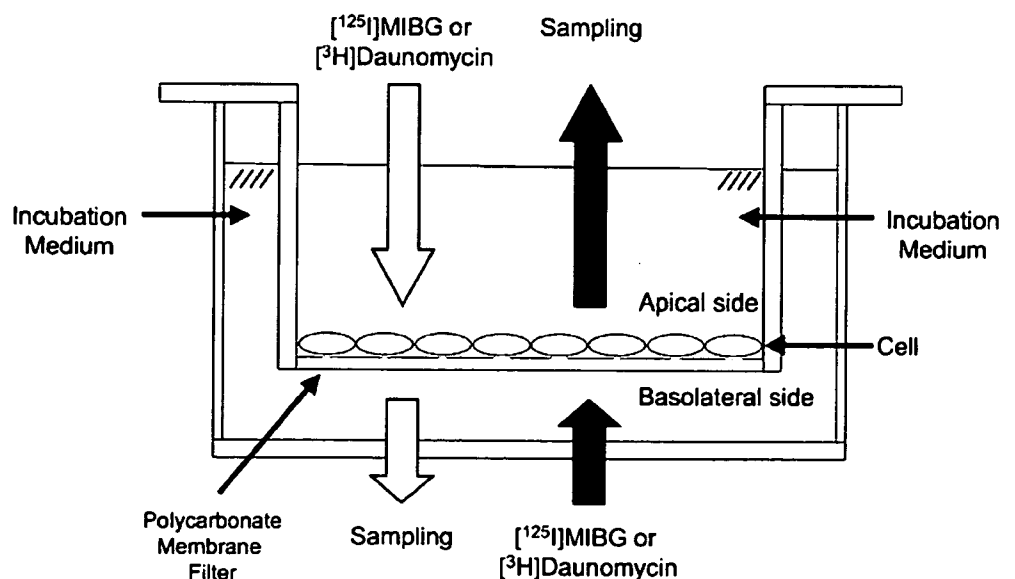 [¹²⁵I]MIBG or
[³H]Daunomycin
Sampling
Incubation
Medium
Incubation
Medium
Apical side
Cell
Basolateral side
Polycarbonate
Membrane
Filter
Sampling
[¹²⁵I]MIBG or
[³H]Daunomycin